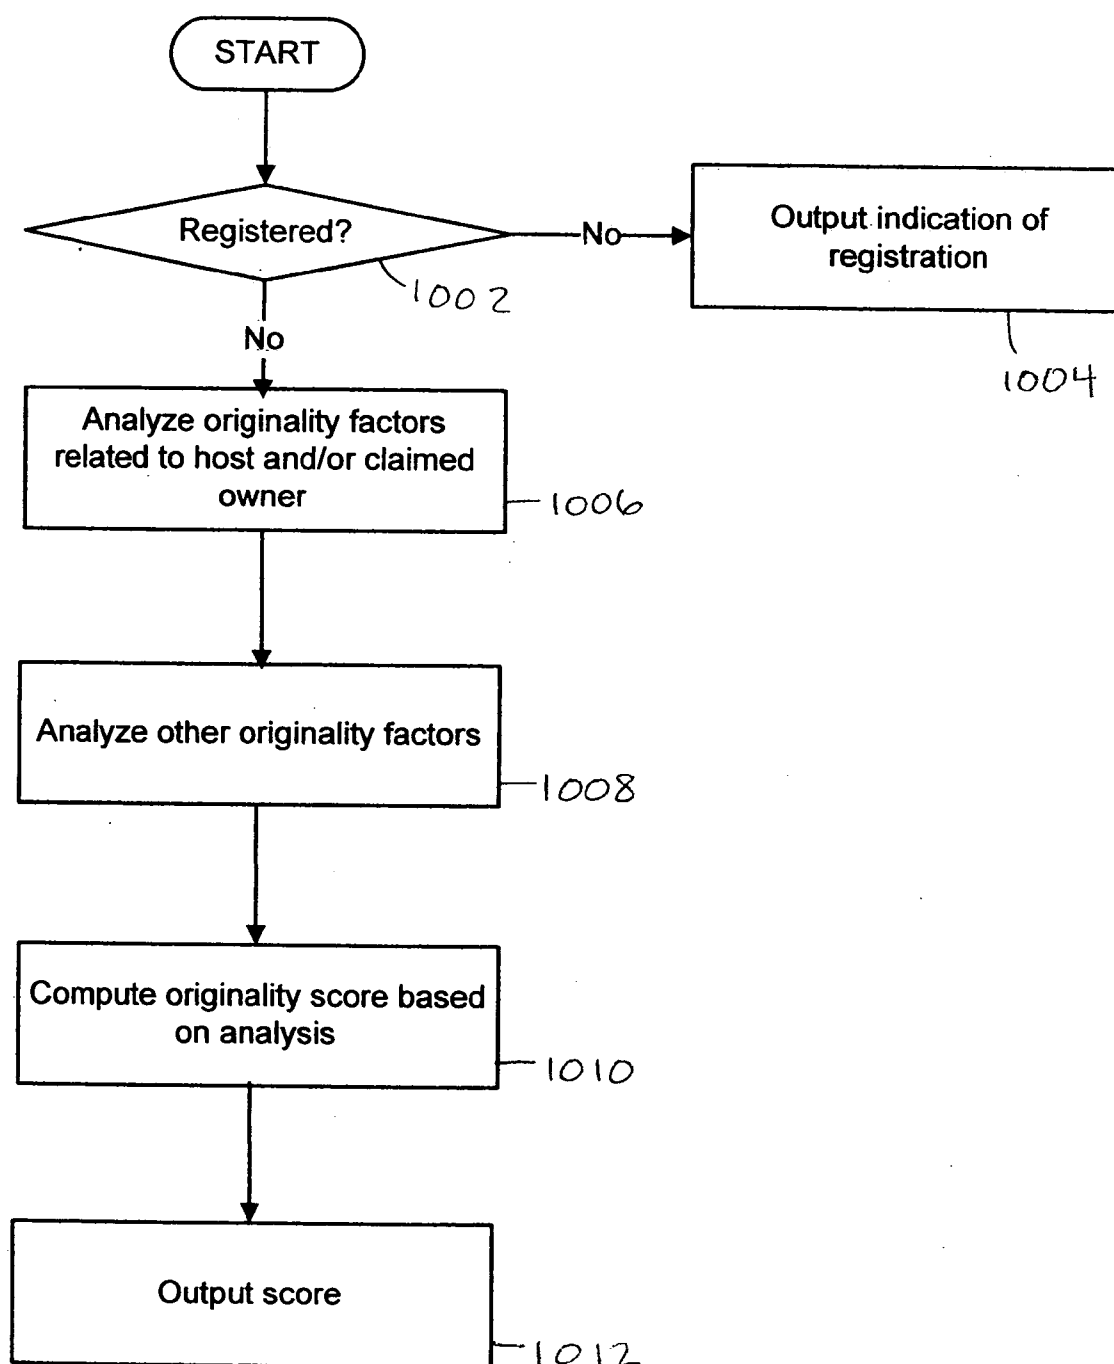 START
Registered?
No
Output indication of
registration
1002
1004
No
Analyze originality factors
related to host and/or claimed
owner
1006
Analyze other originality factors
1008
Compute originality score based
on analysis
1010
Output score
1012